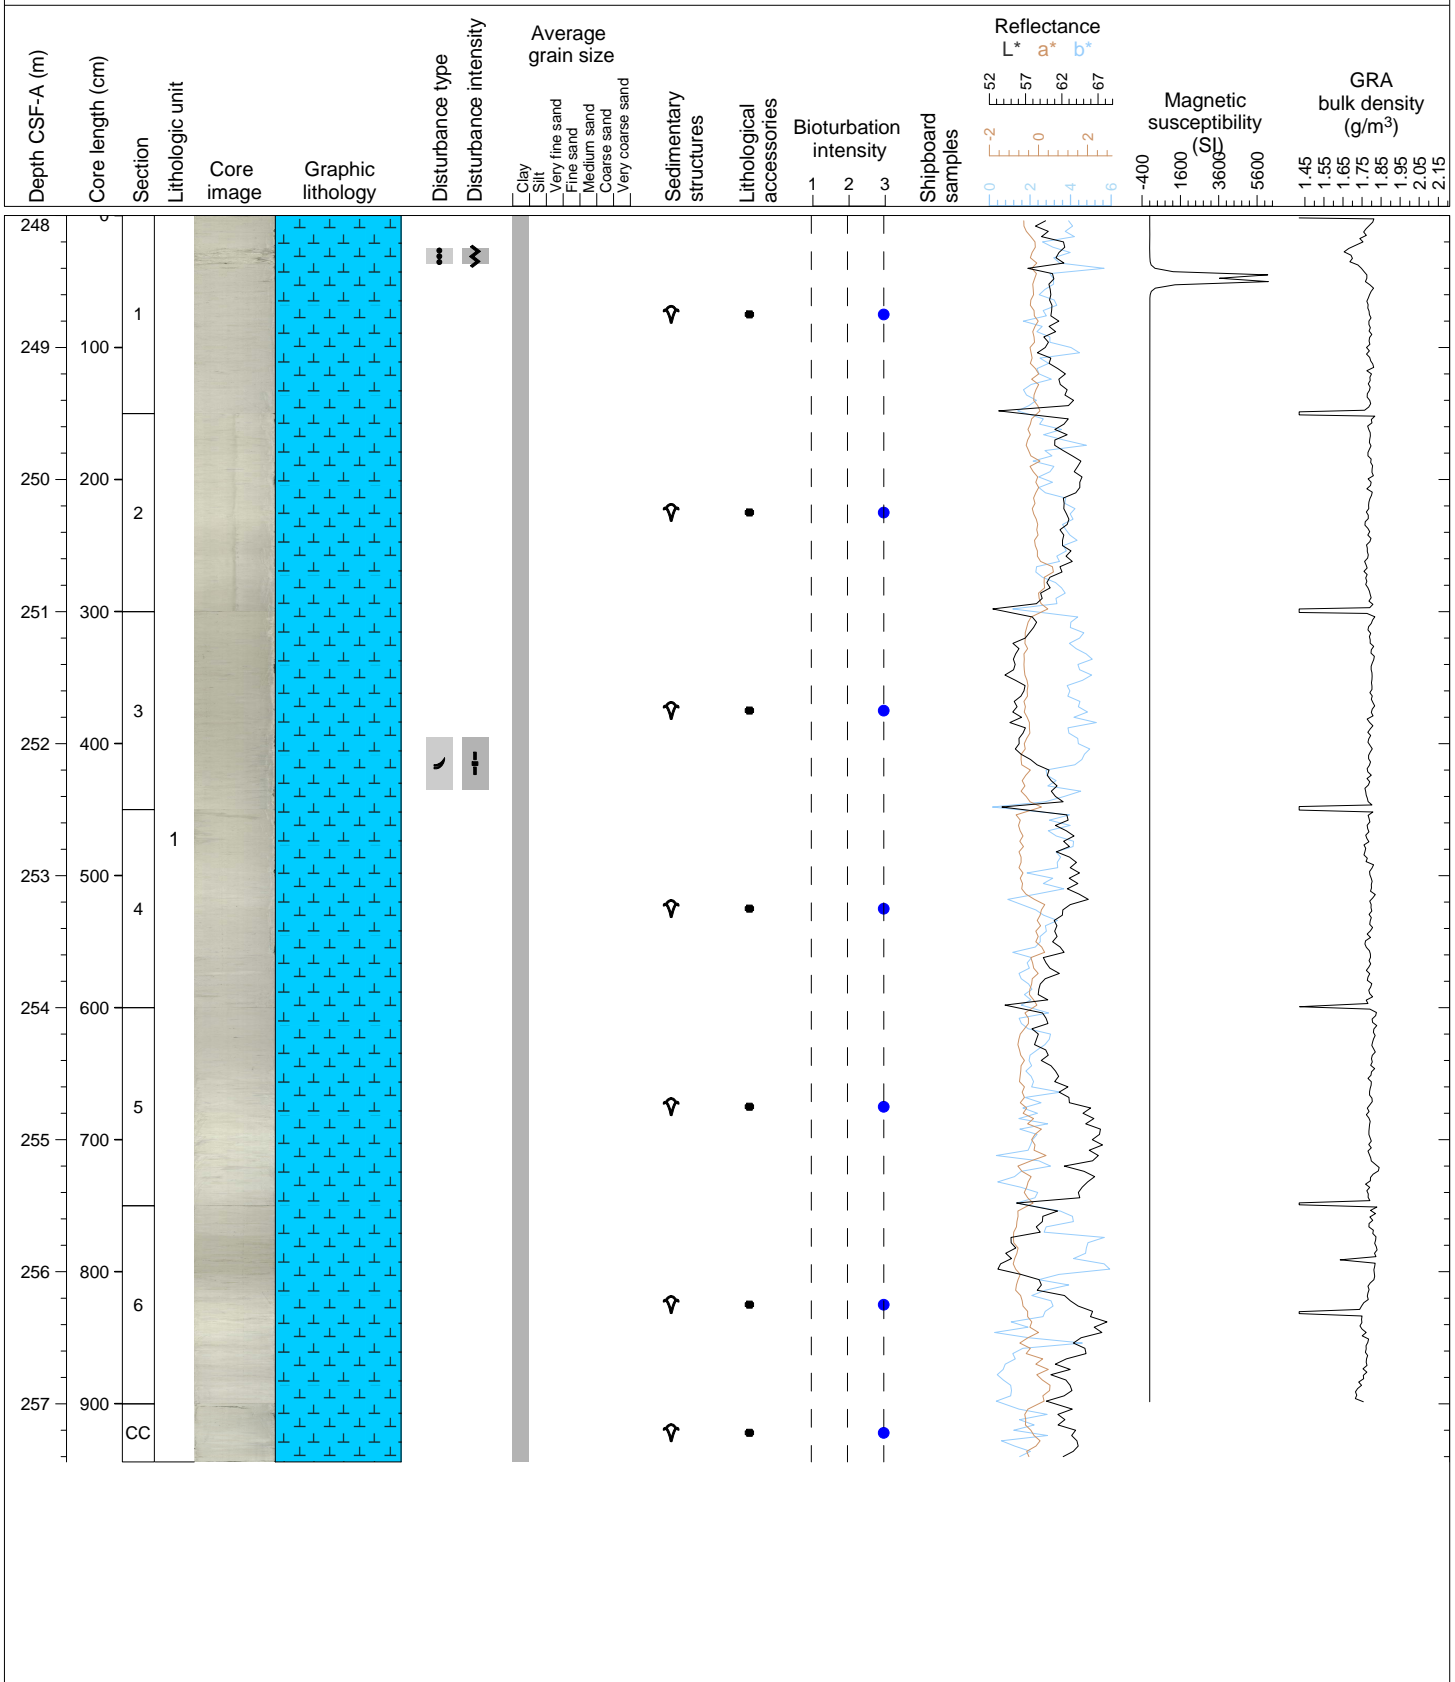 Depth CSF-A (m)
Core length (cm)
Section
Lithologic unit
Core
image
Graphic
lithology
Disturbance type
Disturbance intensity
Average
grain size
Clay
Silt
Very fine sand
Fine sand
Medium sand
Coarse sand
Very coarse sand
Sedimentary
structures
Lithological
accessories
Bioturbation
intensity
1 2 3
Shipboard
samples
Reflectance
L* a* b*
52 57 62 67
-2 0 2
0 2 4 6
Magnetic
susceptibility
(SI)
-400 1600 3600 5600
GRA
bulk density
(g/m³)
1.45 1.55 1.65 1.75 1.85 1.95 2.05 2.15
248 0
1
249 100
250 200
2
251 300
3
252 400
1
253 500
4
254 600
5
255 700
256 800
6
257 900
CC